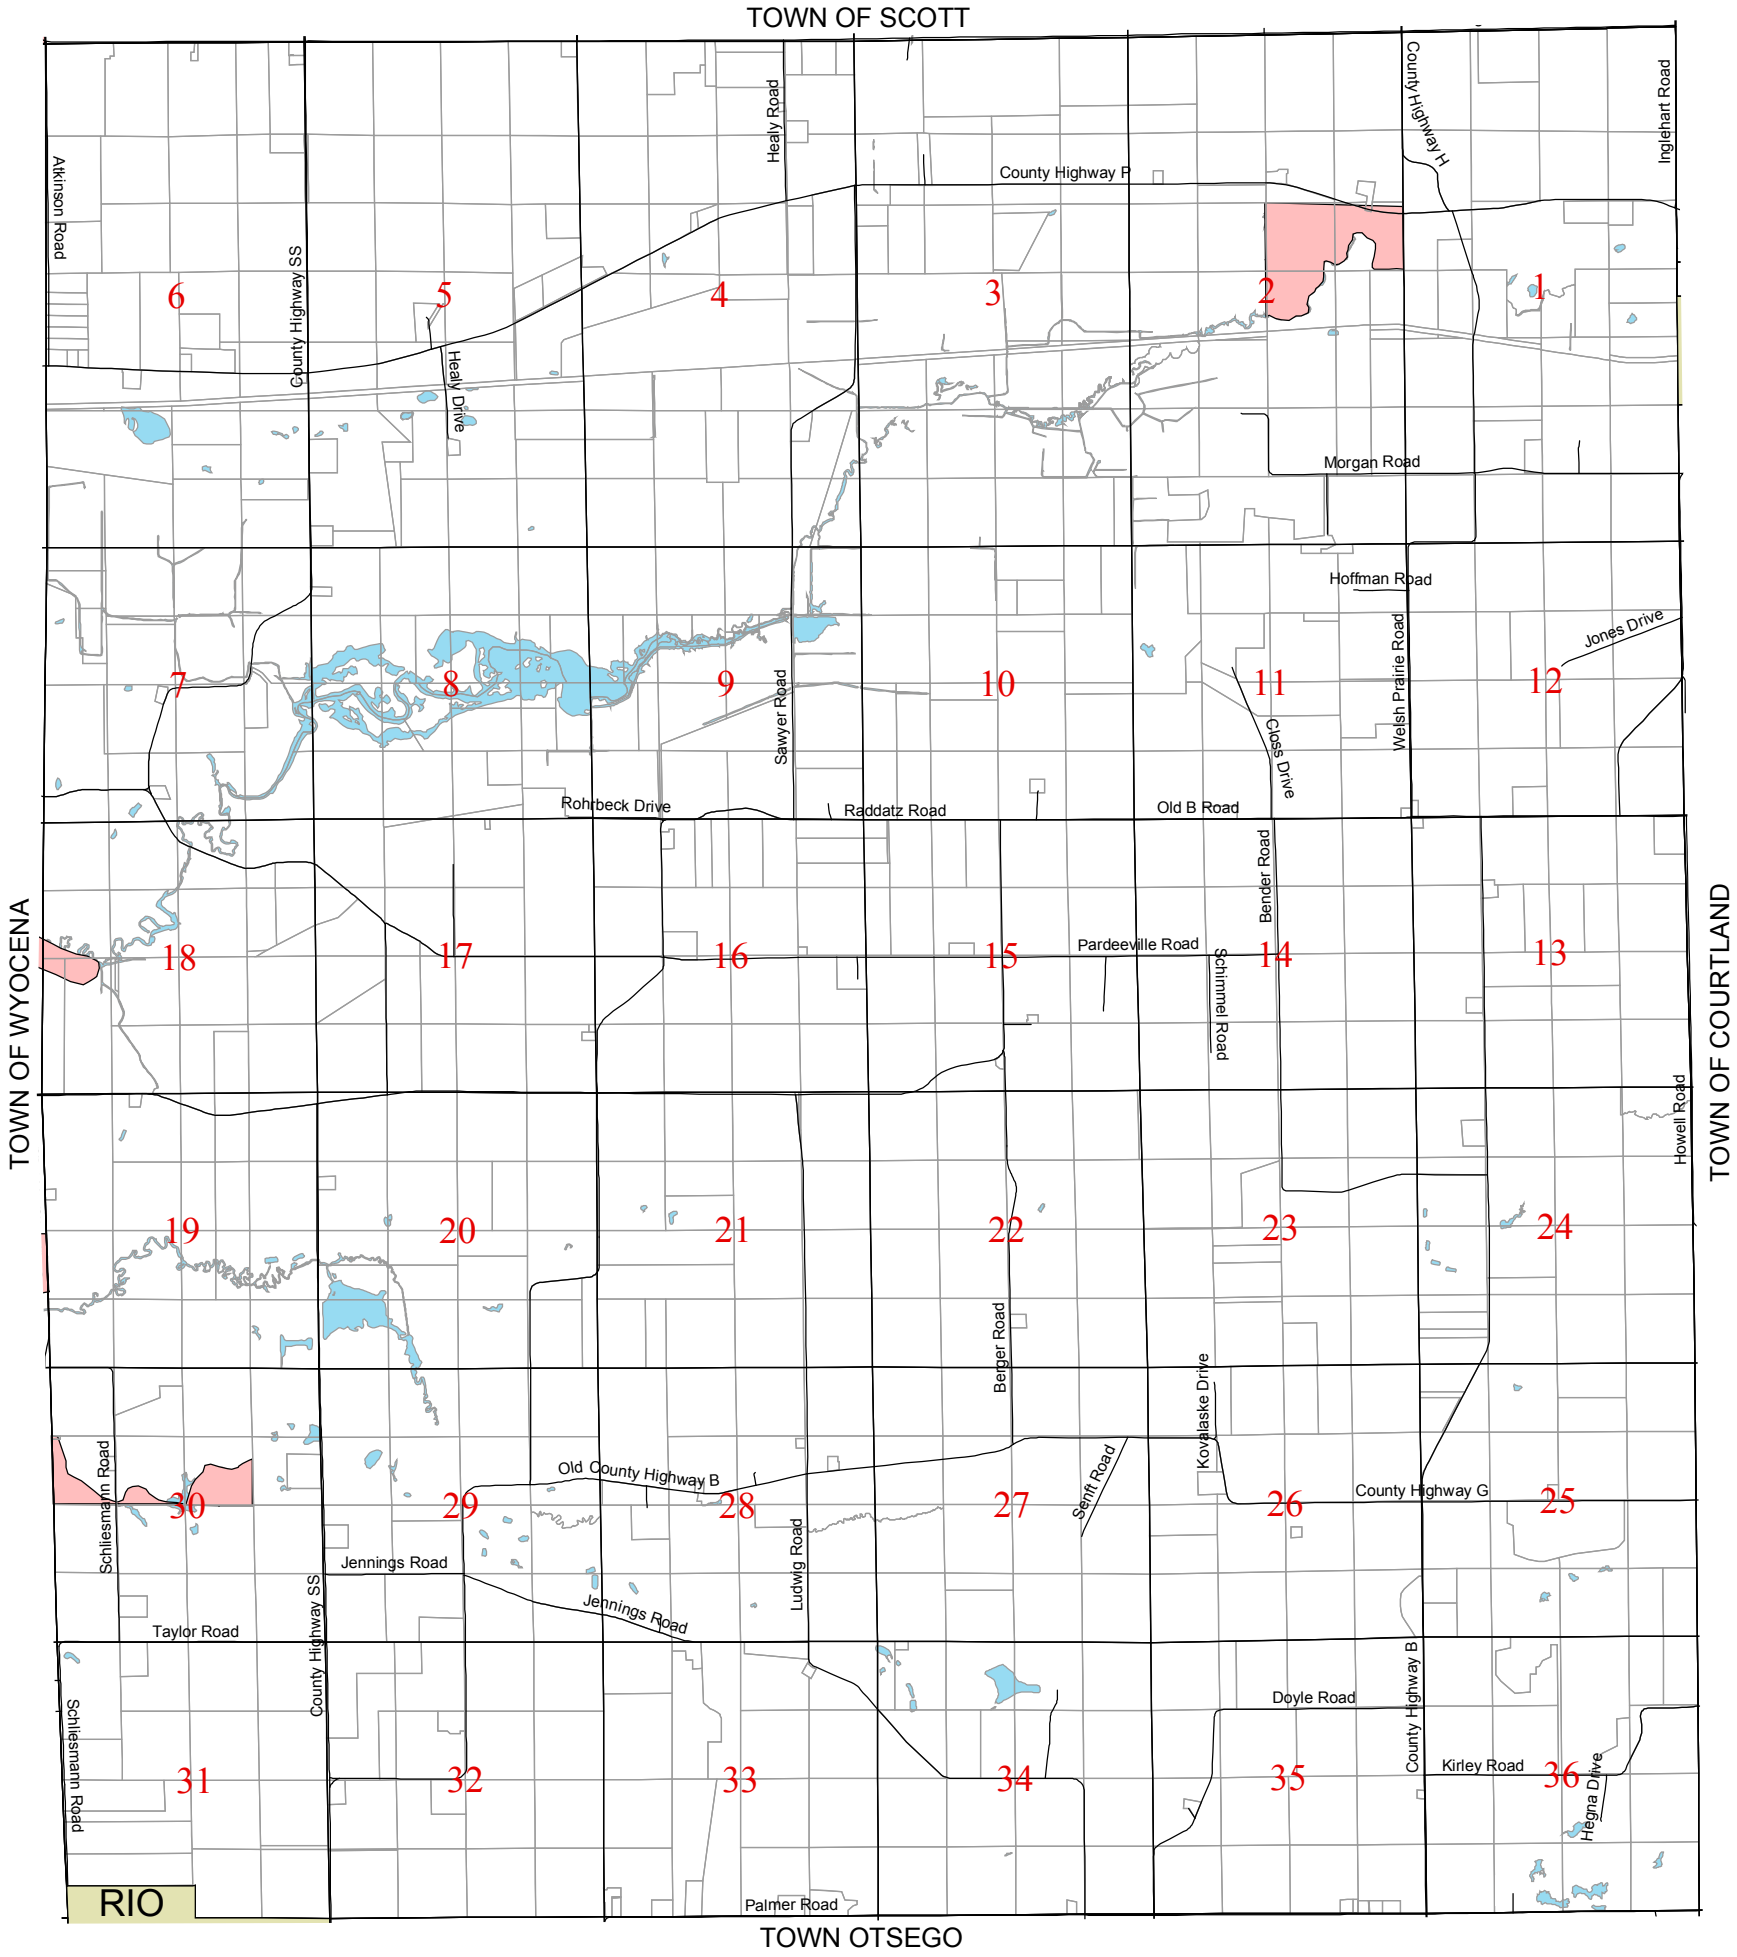 TOWN OF SCOTT
County Highway H
Inglehart Road
Healy Road
Atkinson Road
County Highway P
County Highway SS
6
5
4
3
2
1
Healy Drive
Morgan Road
Hoffman Road
Jones Drive
Welsh Prairie Road
7
8
9
10
11
12
Sawyer Road
Closs Drive
Rohrbeck Drive
Raddatz Road
Old B Road
Bender Road
TOWN OF WYOCENA
TOWN OF COURTLAND
18
17
16
15
Pardeeville Road
14
13
Schimmel Road
Howell Road
19
20
21
22
23
24
Berger Road
Kovalaske Drive
Schliesmann Road
Old County Highway B
Senft Road
County Highway G
30
29
28
27
26
25
Ludwig Road
Jennings Road
Jennings Road
County Highway SS
Taylor Road
County Highway B
Schliesmann Road
Doyle Road
Kirley Road
Hegna Drive
31
32
33
34
35
36
RIO
Palmer Road
TOWN OTSEGO